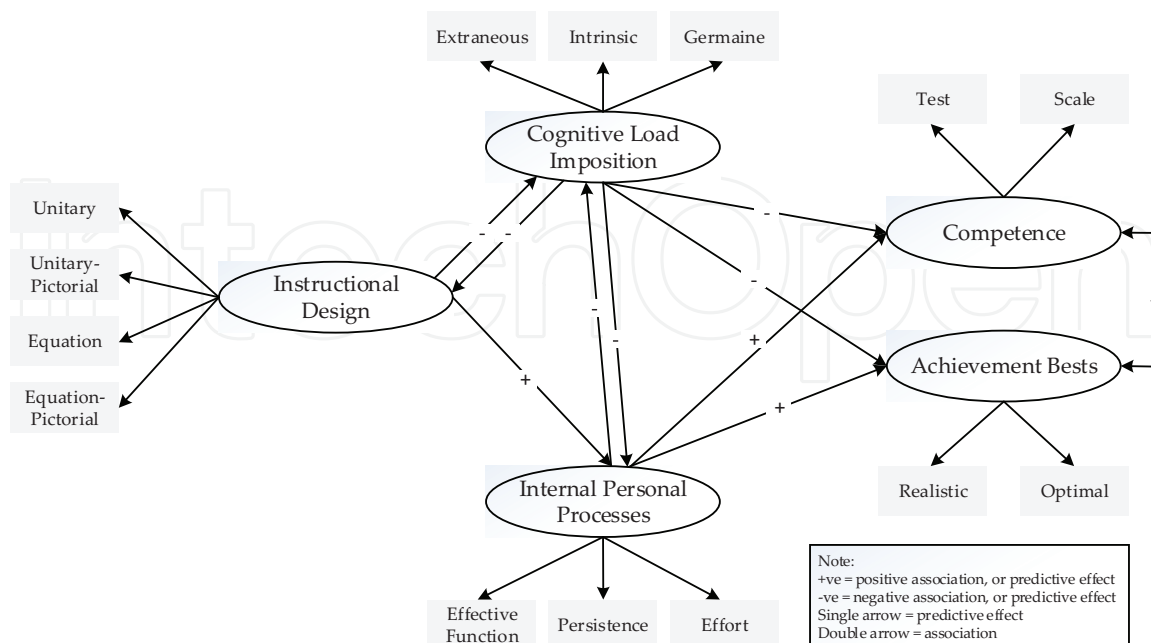 Extraneous
Intrinsic
Germaine
Test
Scale
Cognitive Load
Imposition
Unitary
Unitary-
Pictorial
Equation
Equation-
Pictorial
Instructional
Design
Competence
Achievement Bests
-
-
-
-
-
-
+
+
+
Internal Personal
Processes
Realistic
Optimal
Effective
Function
Persistence
Effort
Note:
+ve = positive association, or predictive effect
-ve = negative association, or predictive effect
Single arrow = predictive effect
Double arrow = association
IntechOpen